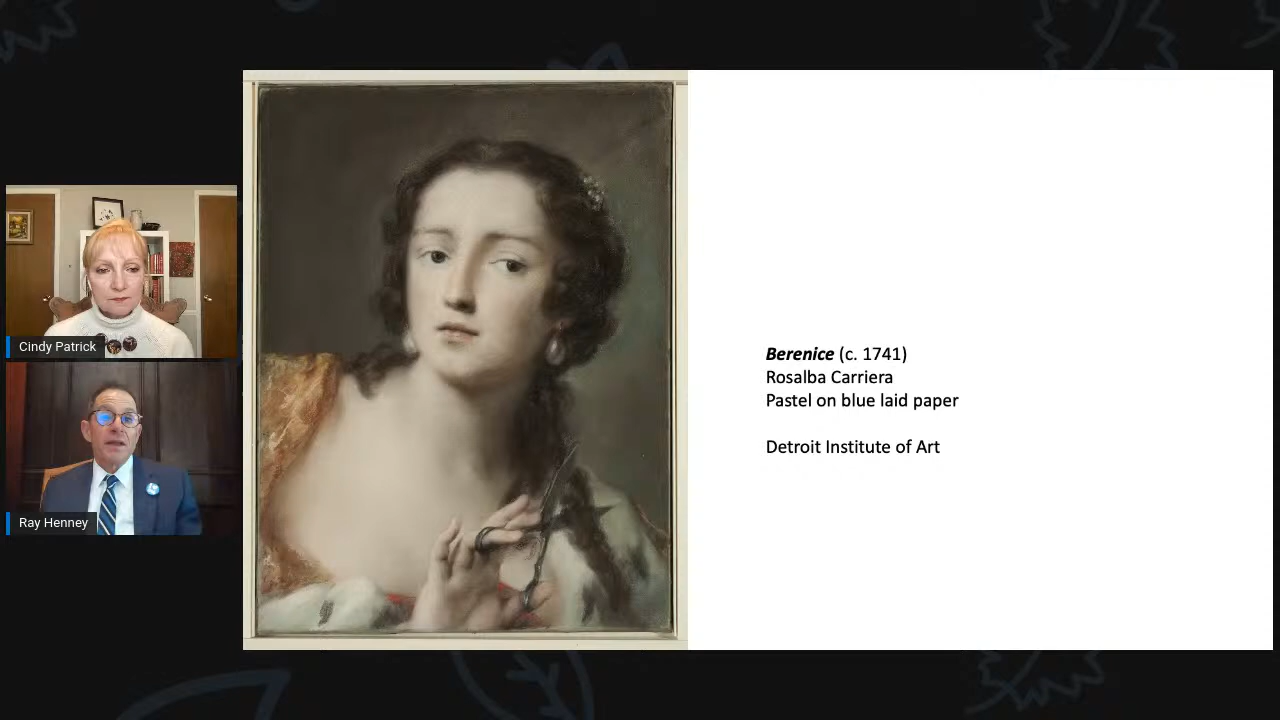 Cindy Patrick
Ray Henney
Berenice (c. 1741)
Rosalba Carriera
Pastel on blue laid paper
Detroit Institute of Art